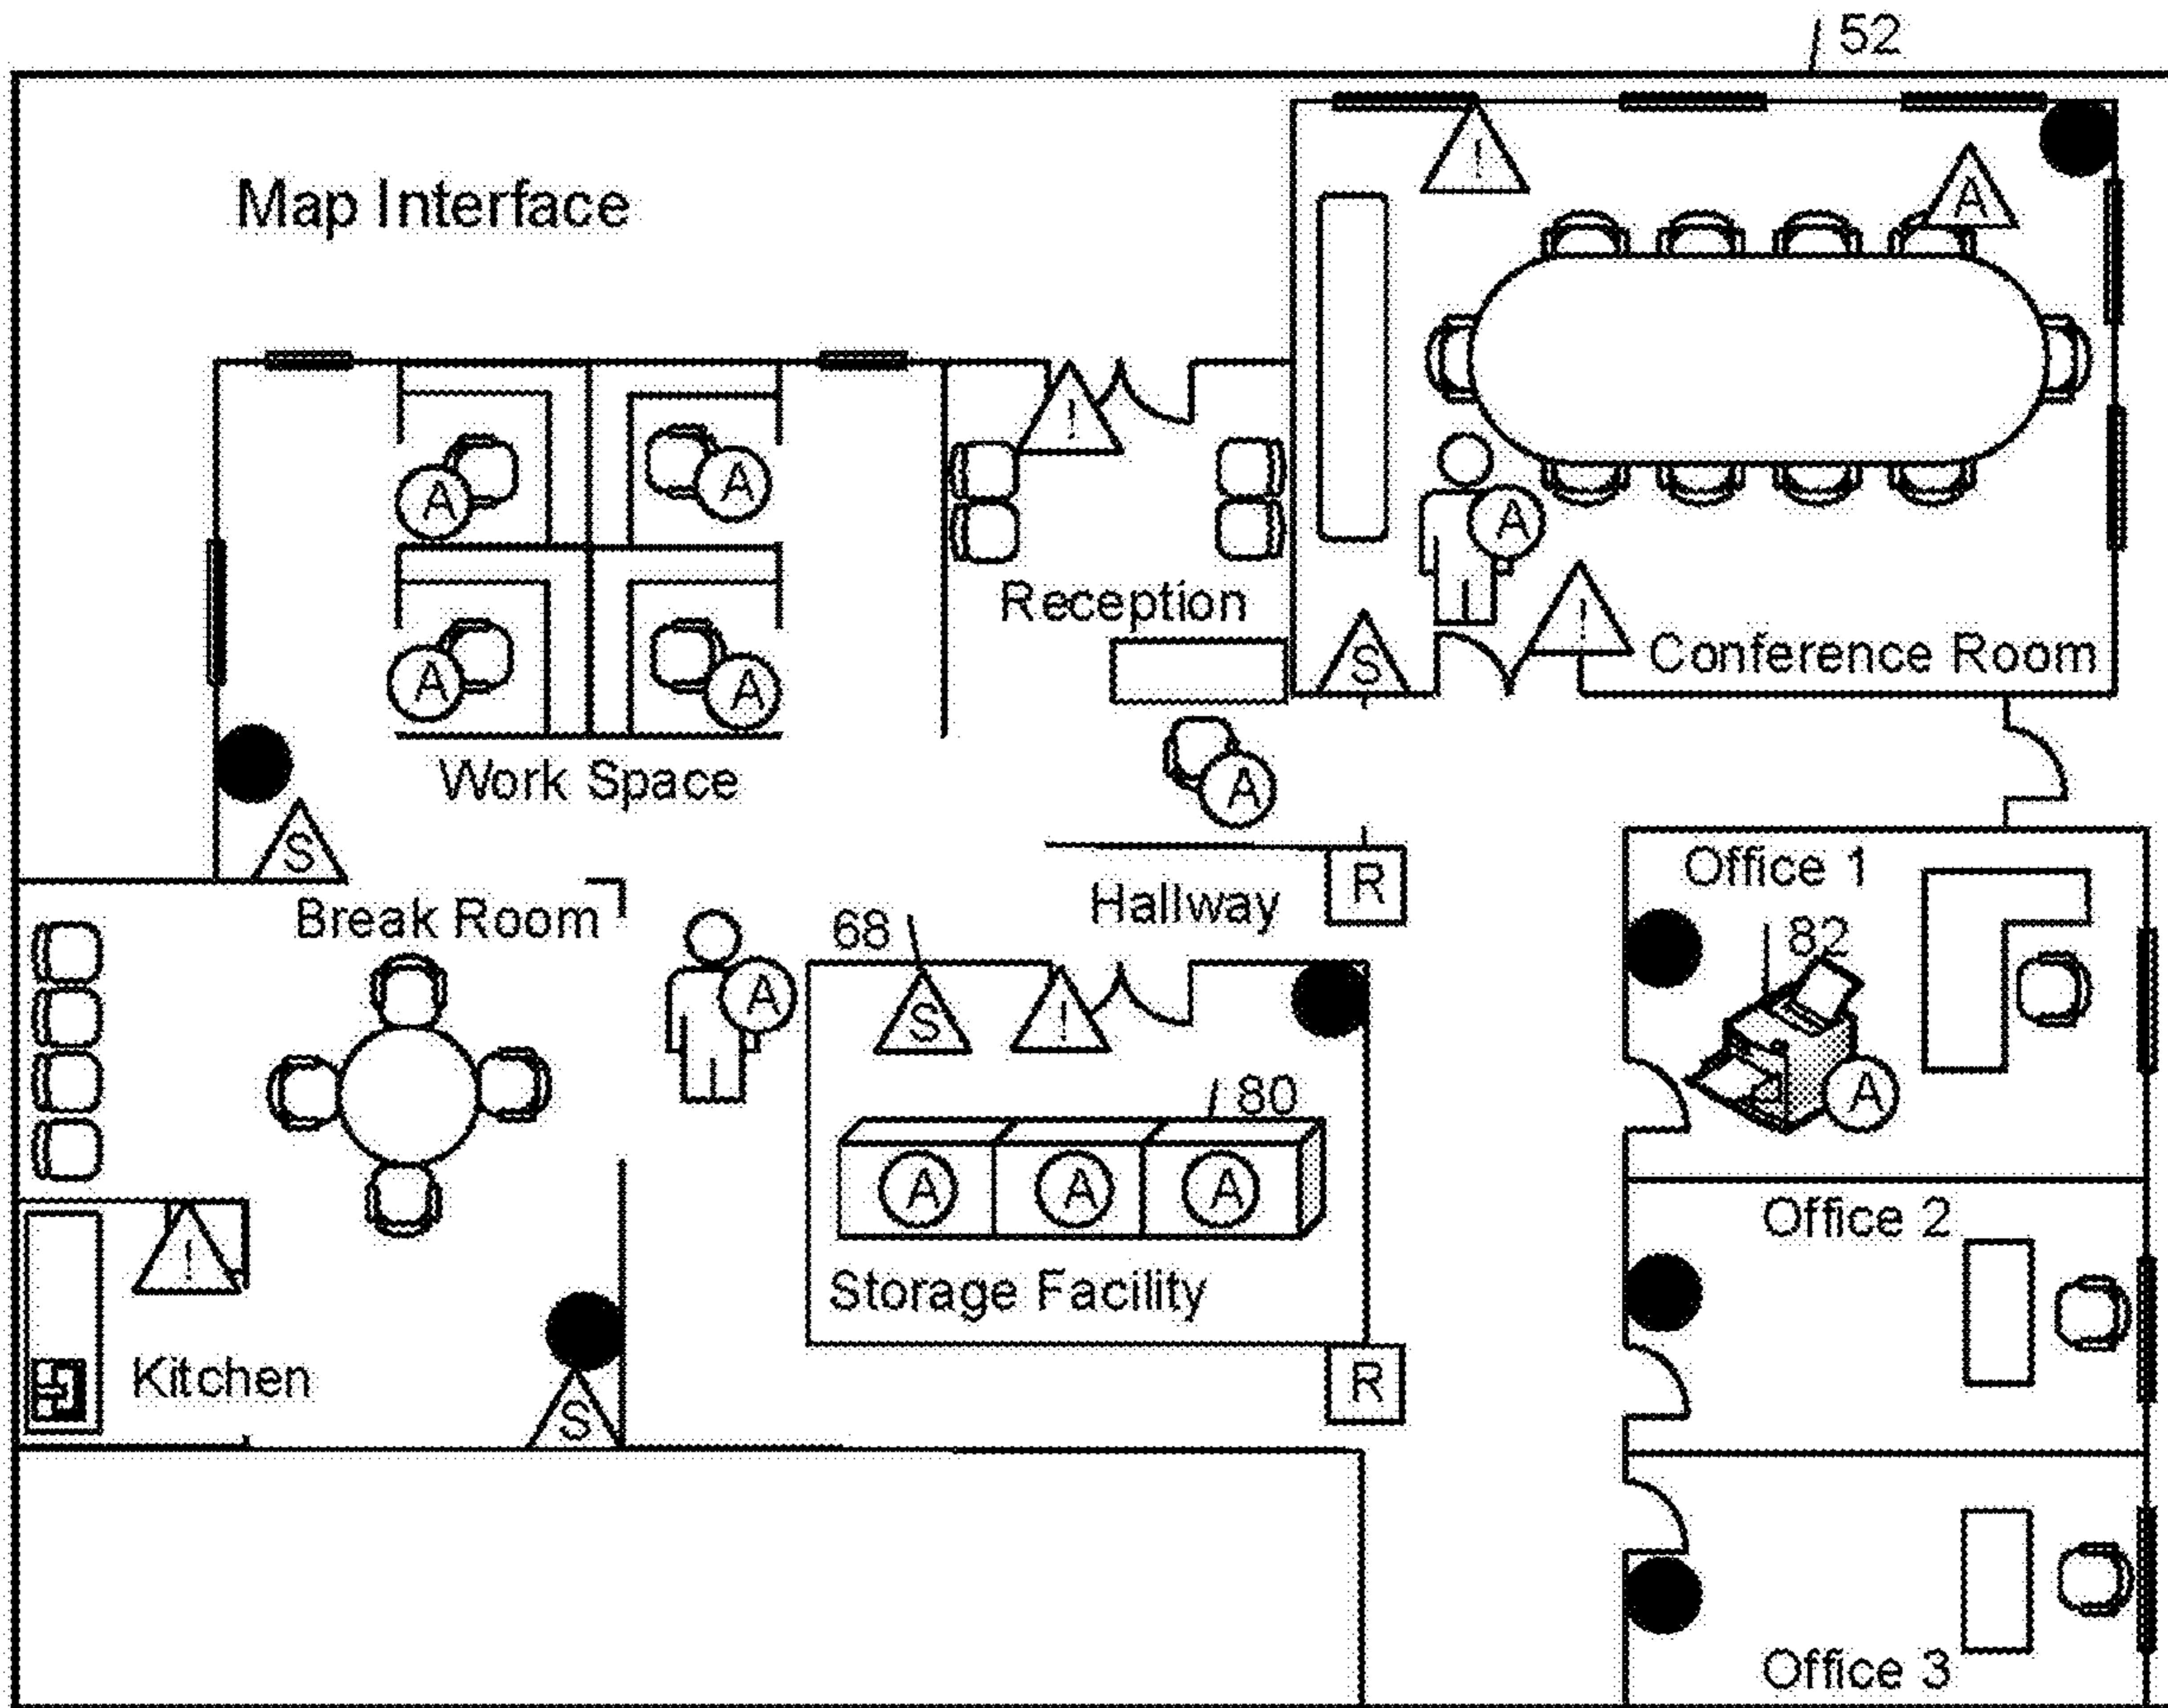 52
Map Interface
!
A
A
A
!
A
Reception
!
Conference Room
S
A
A
Work Space
A
S
Office 1
R
Break Room
68
Hallway
82
A
S
!
A
80
A
A
A
Office 2
!
Storage Facility
Kitchen
R
S
Office 3